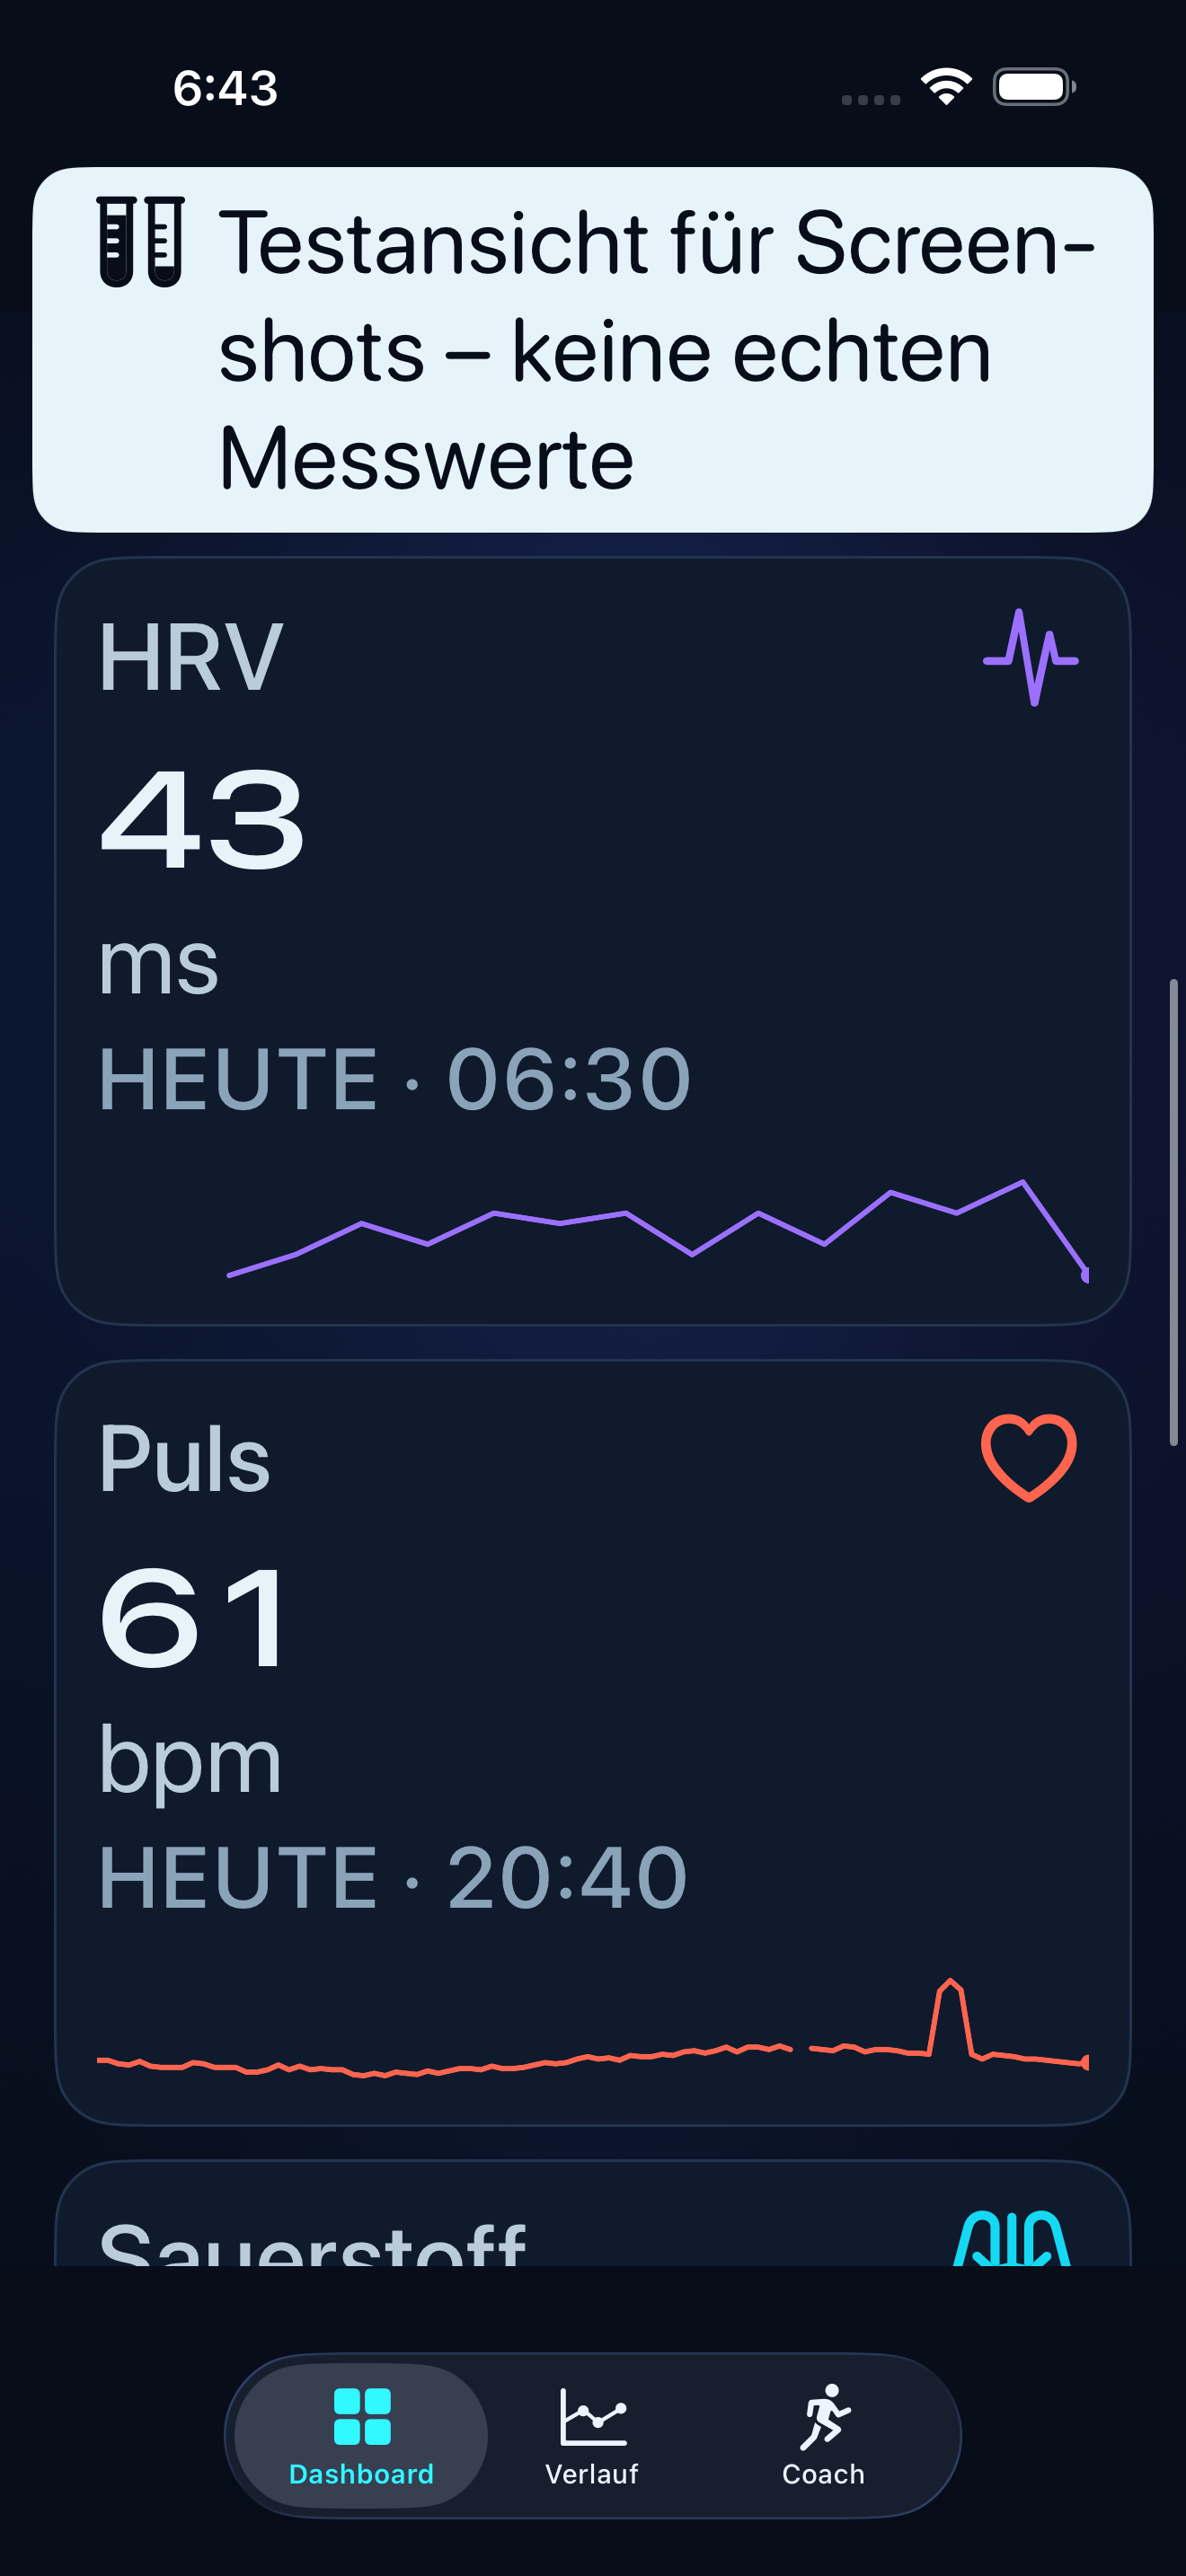 6:43
Testansicht für Screen-
shots – keine echten
Messwerte
HRV
43
ms
HEUTE · 06:30
Puls
61
bpm
HEUTE · 20:40
Sauerstoff
Dashboard
Verlauf
Coach